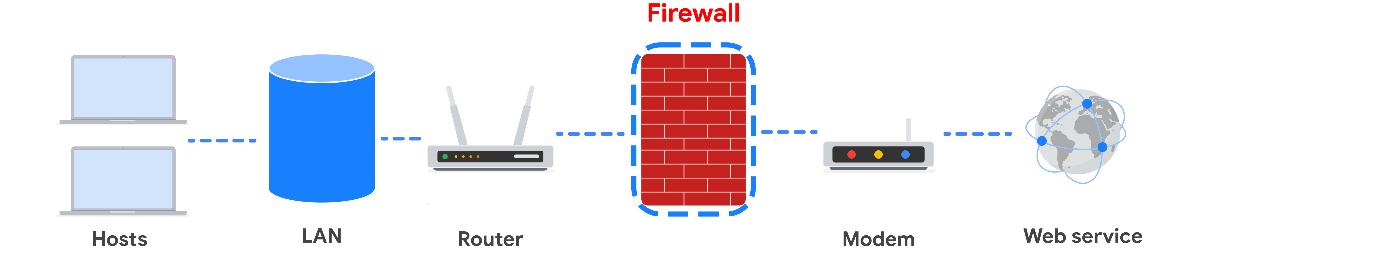 Firewall
Hosts
LAN
Router
Modem
Web service